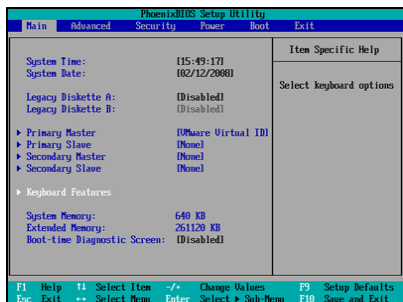 PhoenixBIOS Setup Utility
Main Advanced Security Power Boot Exit
Item Specific Help
System Time: [15:49:17]
System Date: [02/12/2008]
Select keyboard options
Legacy Diskette A: [Disabled]
Legacy Diskette B: [Disabled]
Primary Master [VMware Virtual ID]
Primary Slave [None]
Secondary Master [None]
Secondary Slave [None]
Keyboard Features
System Memory: 640 KB
Extended Memory: 261120 KB
Boot-time Diagnostic Screen: [Disabled]
F1 Help ↑↓ Select Item -/+ Change Values F9 Setup Defaults
Esc Exit ↔ Select Menu Enter Select ▸ Sub-Menu F10 Save and Exit